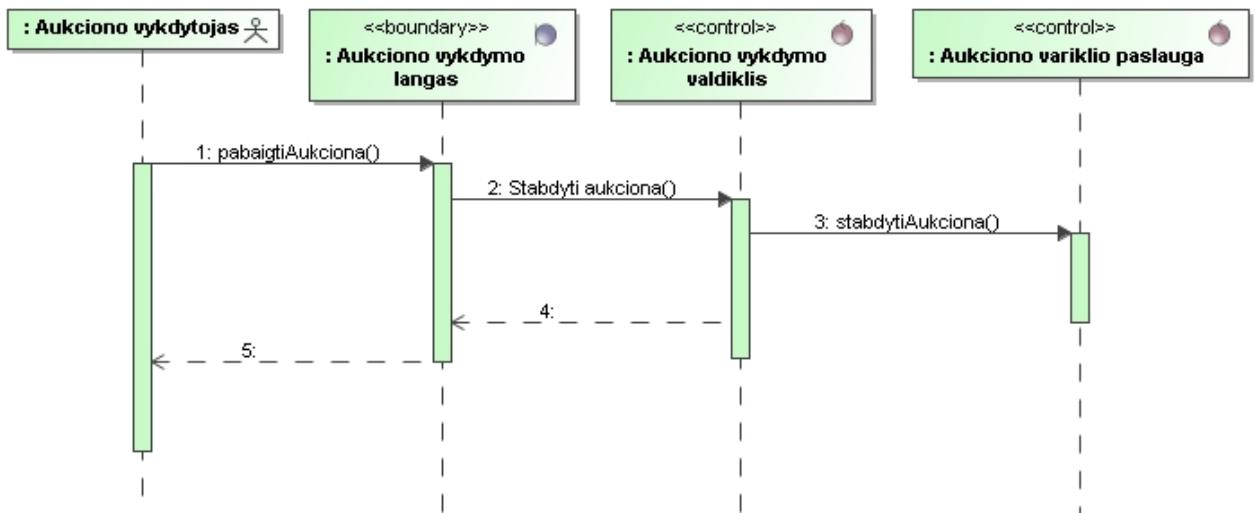 : Aukciono vykdytojas
<<boundary>>
: Aukciono vykdymo
langas
<<control>>
: Aukciono vykdymo
valdiklis
<<control>>
: Aukciono variklio paslauga
1: pabaigtiAukciona()
2: Stabdyti aukciona()
3: stabdytiAukciona()
4:
5: